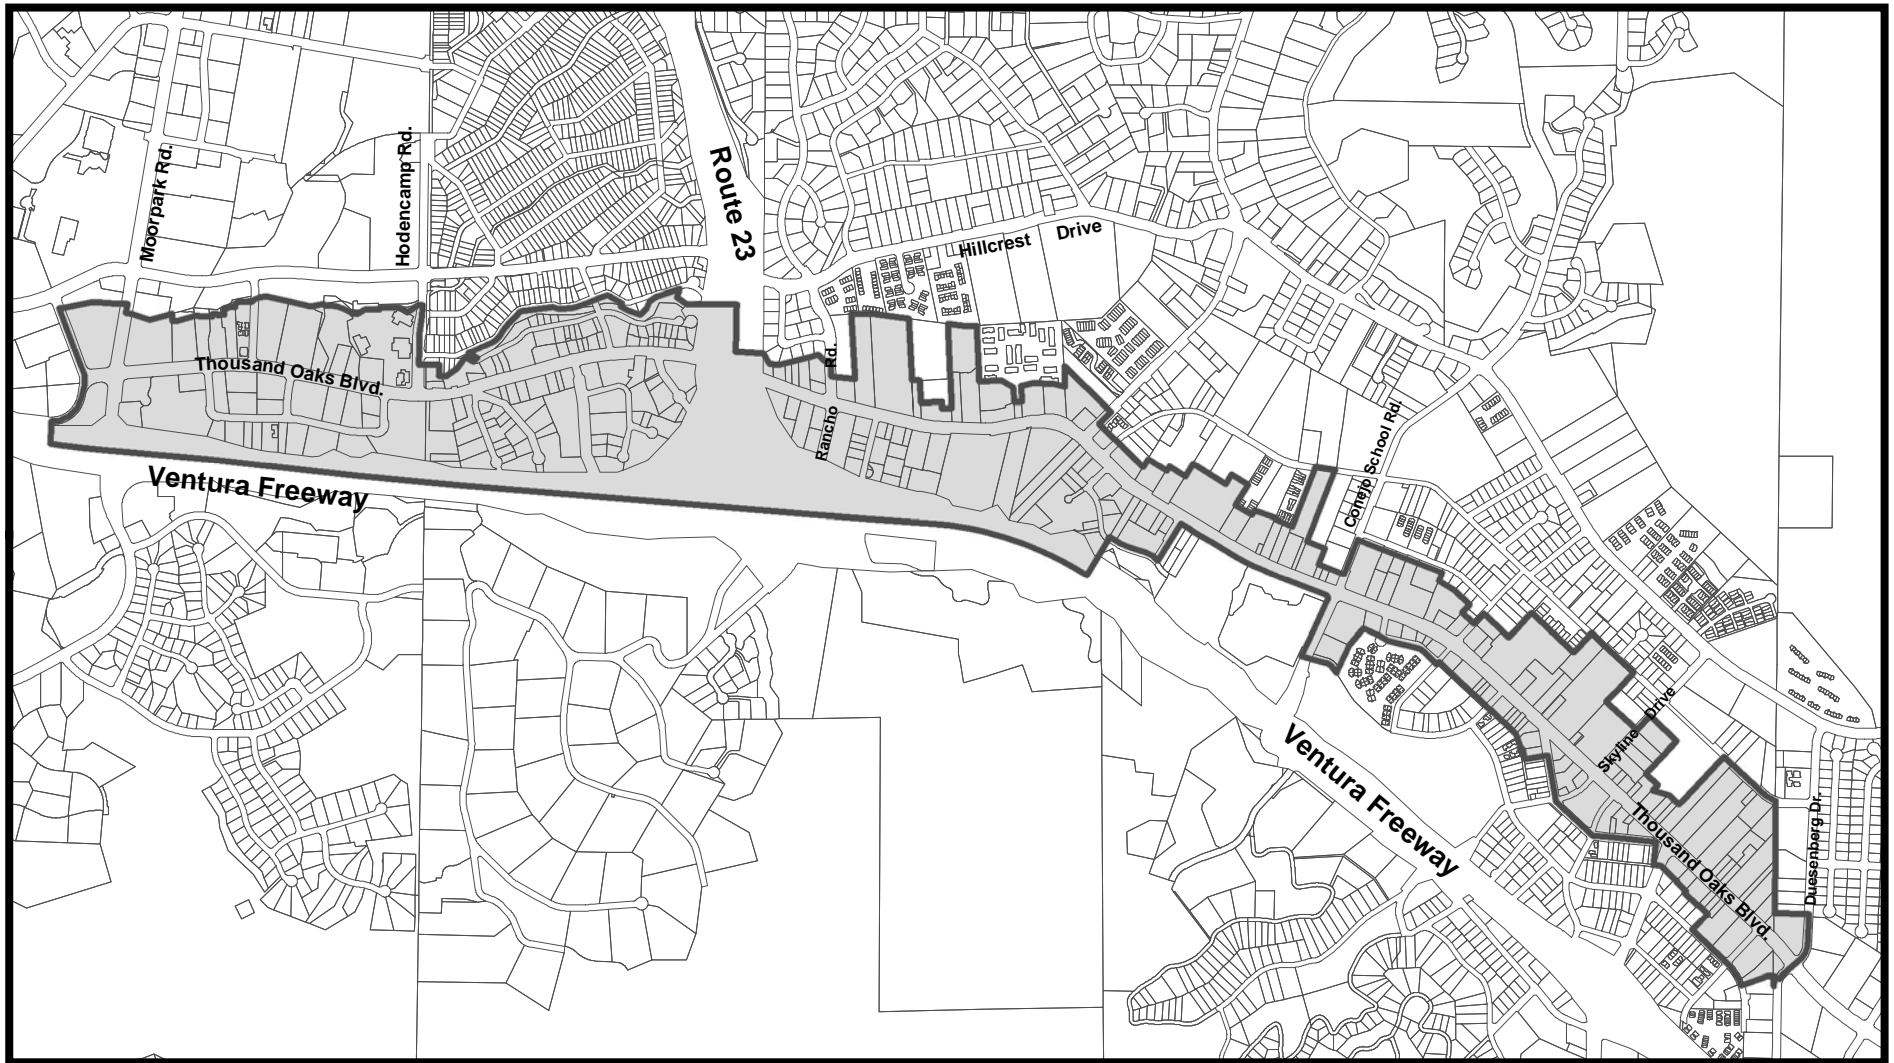 Moorpark Rd.
Hodencamp Rd.
Route 23
Hillcrest Drive
Thousand Oaks Blvd.
Rancho Rd.
Conejo School Rd.
Ventura Freeway
Skyline Drive
Ventura Freeway
Thousand Oaks Blvd.
Duesenberg Dr.